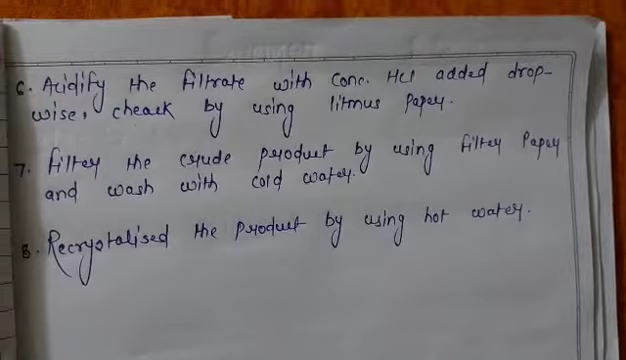 6. Acidify the filtrate with Conc. HCl added drop-
wise, cheack by using litmus Paper.
7. Filter the crude product by using Filter Paper
and wash with cold water.
8. Recrystalised the product by using hot water.